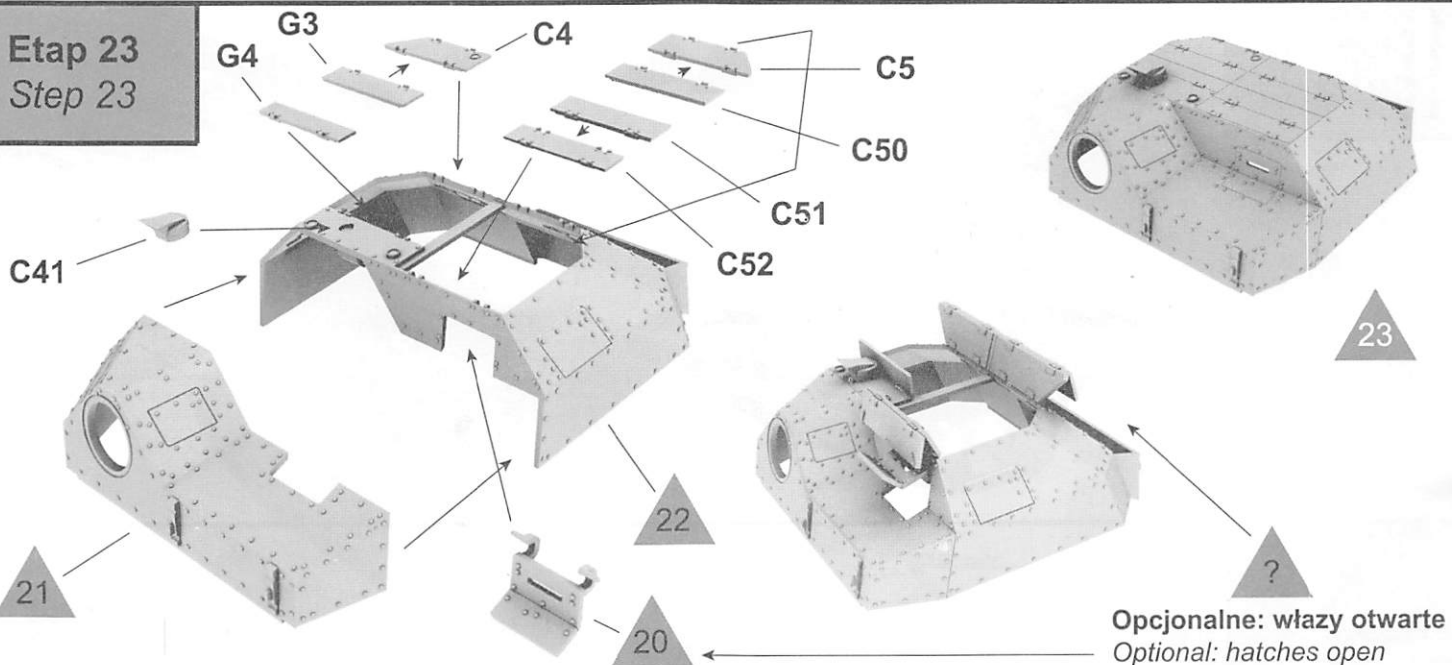 Etap 23
Step 23
G4
G3
C4
C5
C50
C51
C52
C41
23
22
21
20
?
Opcjonalne: włazy otwarte
Optional: hatches open